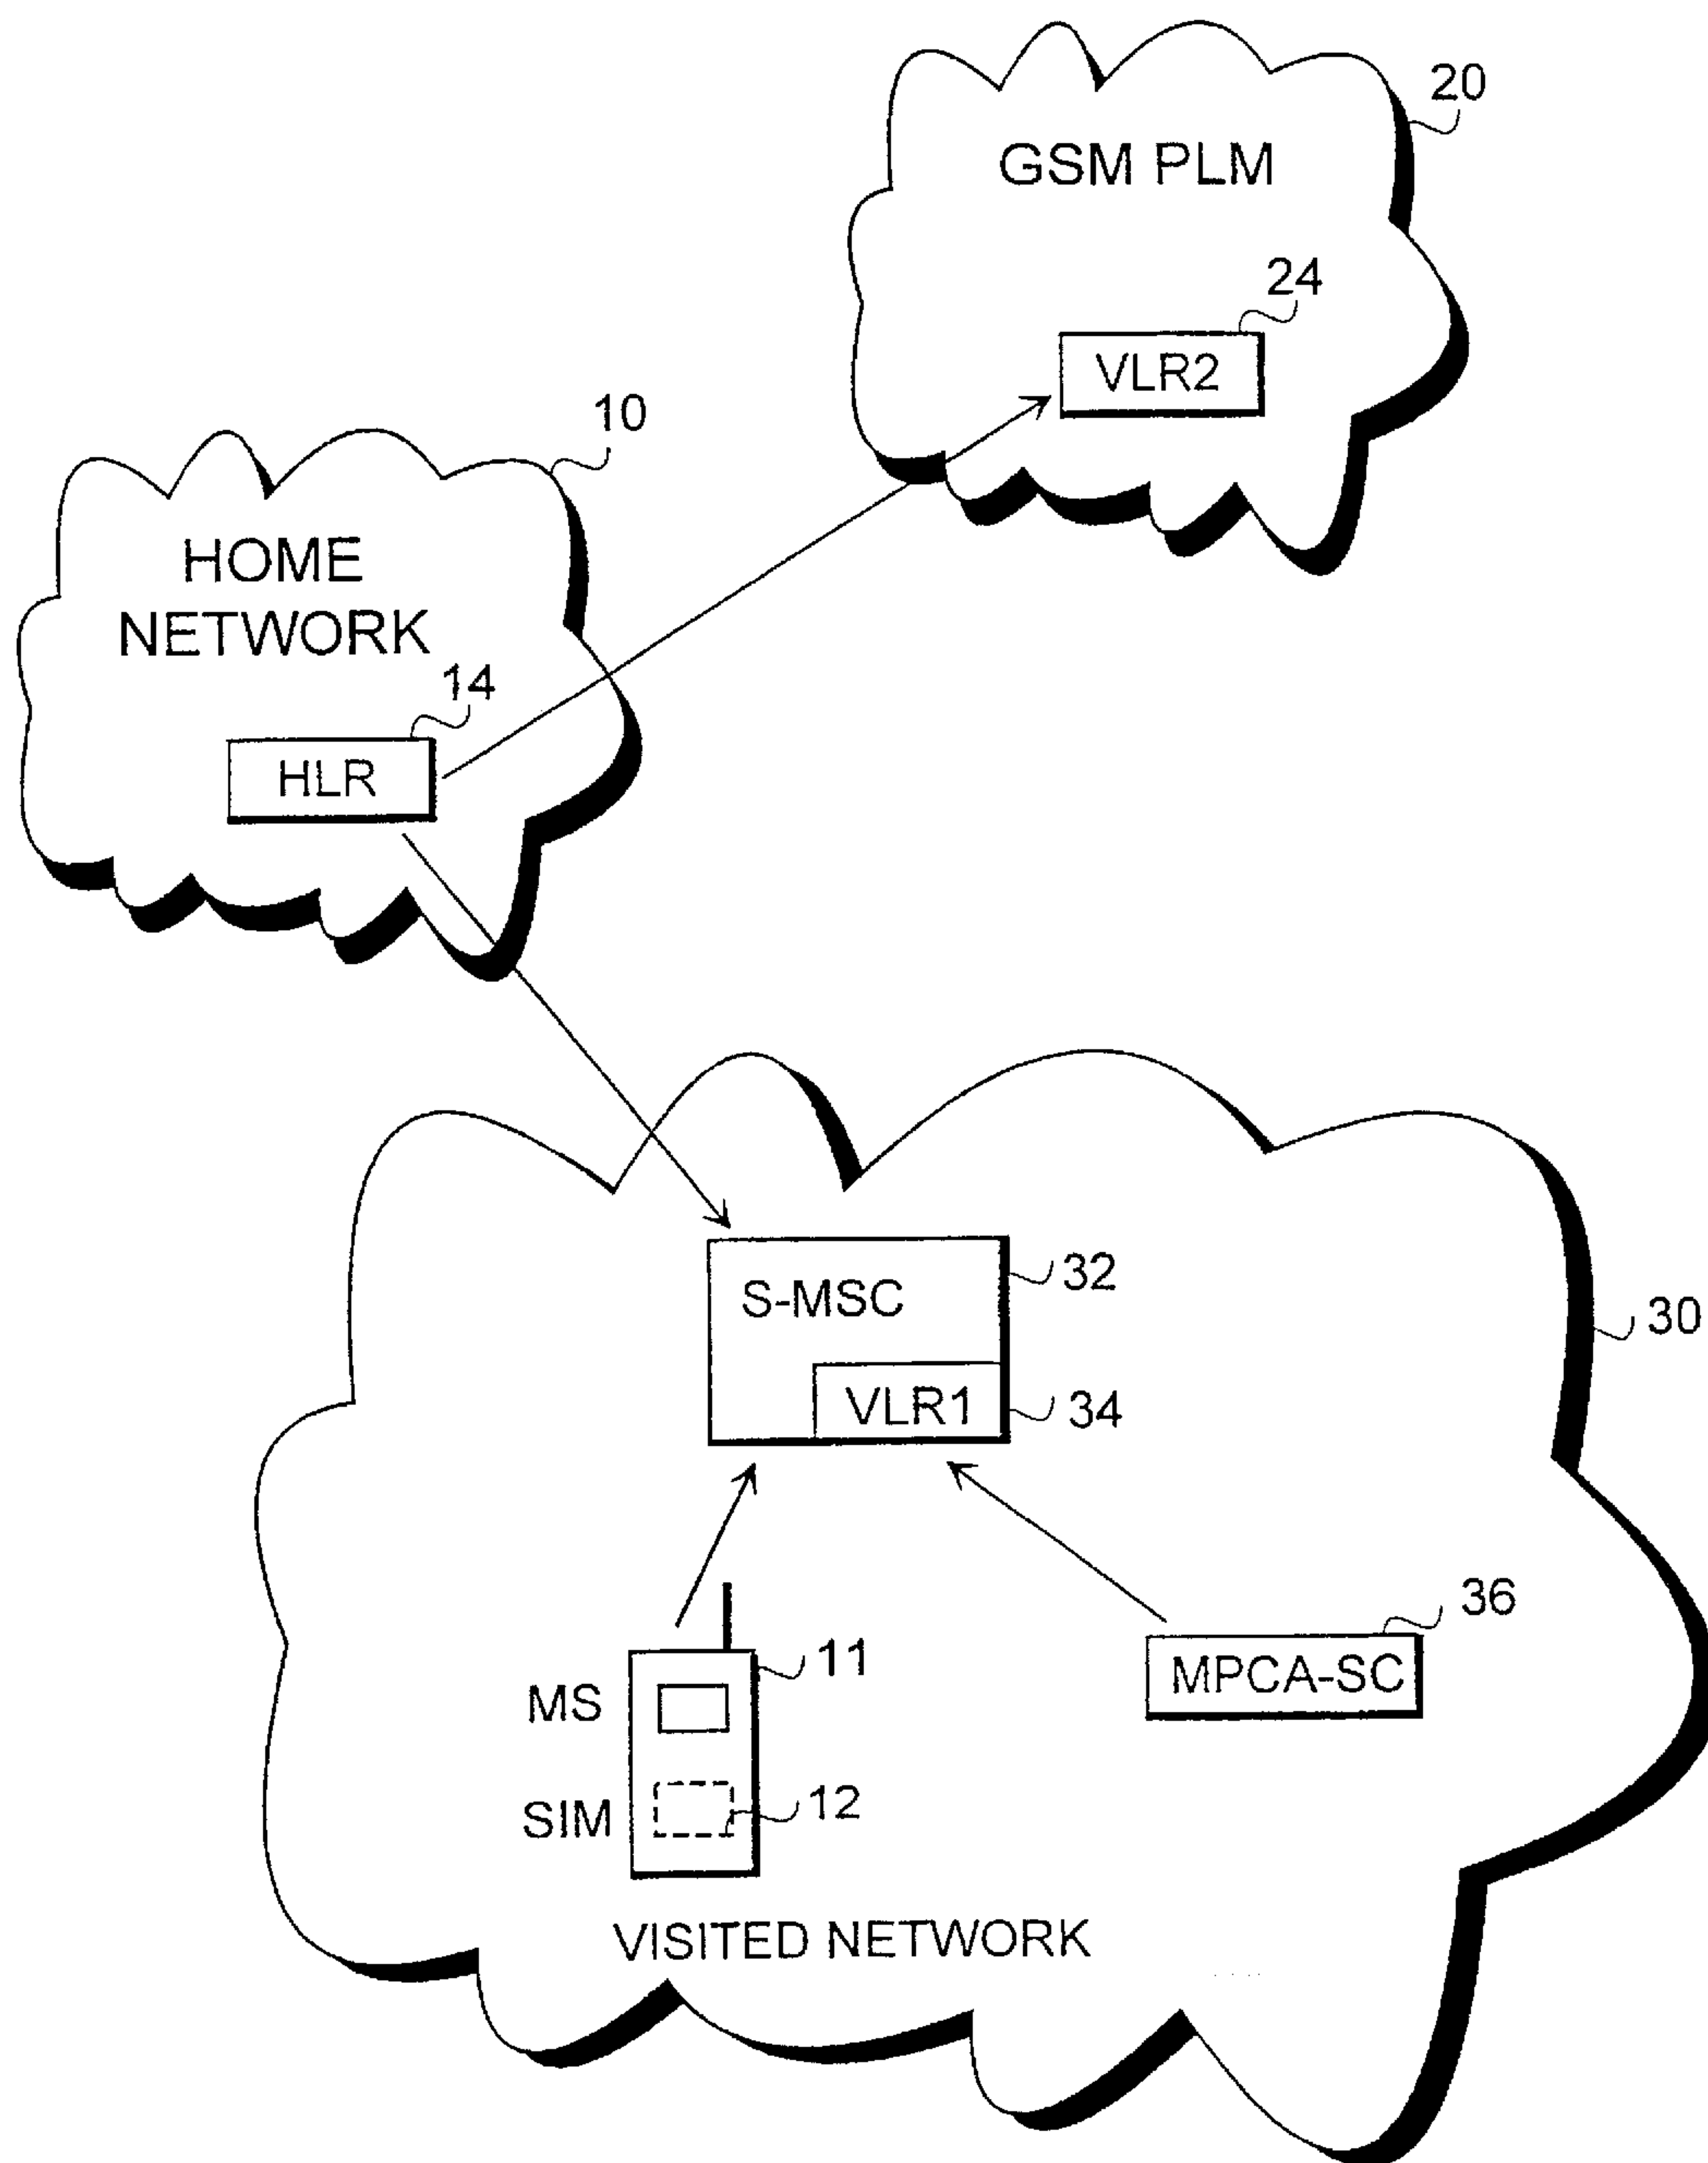 20
GSM PLM
24
VLR2
10
HOME
NETWORK
14
HLR
32
S-MSC
30
VLR1
34
36
11
MPCA-SC
MS
12
SIM
VISITED NETWORK